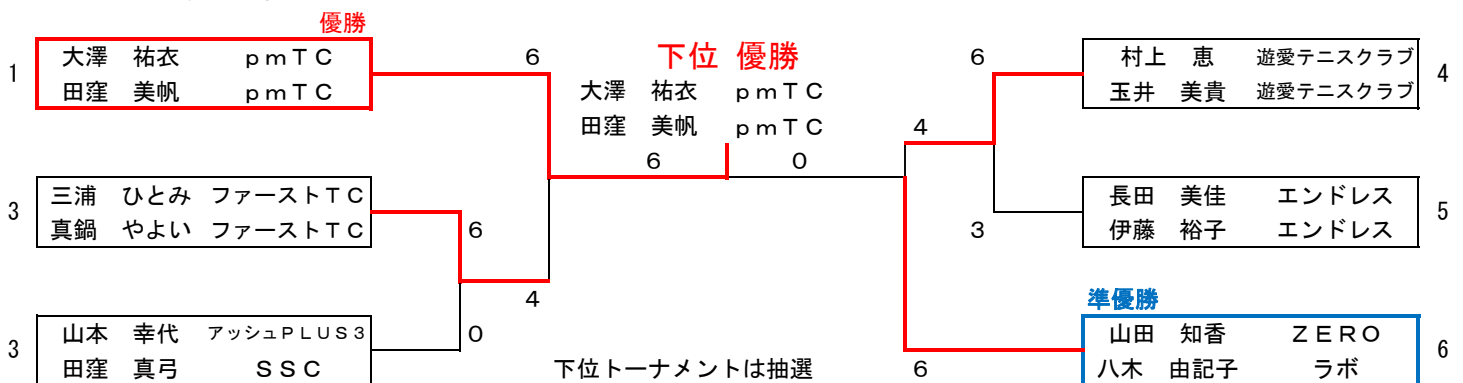 優勝
1 大澤 祐衣 ｐｍＴＣ
田窪 美帆 ｐｍＴＣ
6
下位 優勝
大澤 祐衣 ｐｍＴＣ
田窪 美帆 ｐｍＴＣ
6 0
6
村上 恵 遊愛テニスクラブ 4
玉井 美貴 遊愛テニスクラブ
4
3 三浦 ひとみ ファーストＴＣ
真鍋 やよい ファーストＴＣ
6
長田 美佳 エンドレス 5
伊藤 裕子 エンドレス
3
4
準優勝
3 山本 幸代 アッシュＰＬＵＳ３
田窪 真弓 ＳＳＣ
0
下位トーナメントは抽選
6
山田 知香 ＺＥＲＯ 6
八木 由記子 ラボ